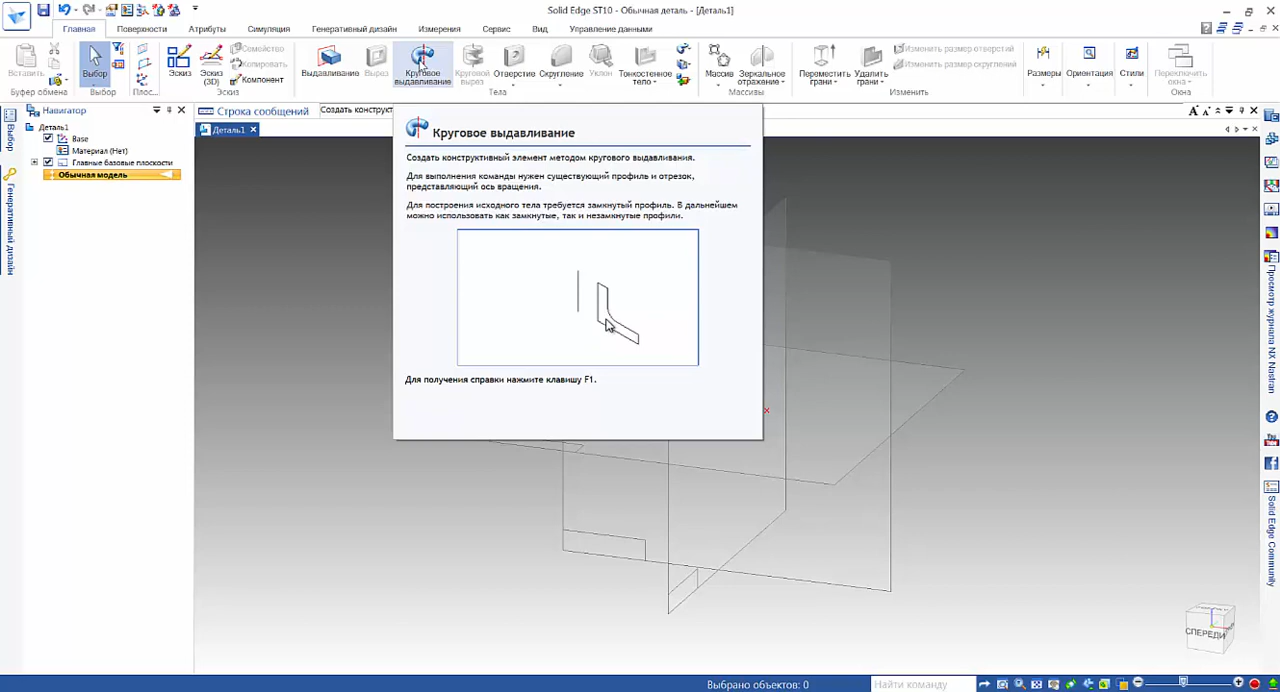 Solid Edge ST10 - Обычная деталь - [Деталь1]
Главная Поверхности Атрибуты Симуляция Генеративный дизайн Измерения Сервис Вид Управление данными
Вставить
Буфер обмена
Выбор
Выбор
Плос...
Эскиз
Эскиз (3D)
Семейство
Копировать
Компонент
Эскиз
Выдавливание
Вырез
Круговое выдавливание
Круговой вырез
Отверстие
Скругление
Уклон
Тонкостенное тело
Тела
Массив
Зеркальное отражение
Массивы
Переместить грани
Удалить грани
Изменить размер отверстий
Изменить размер скруглений
Изменить
Размеры
Ориентация
Стили
Переключить окна
Окна
Навигатор
Строка сообщений
Создать конструкт
Деталь1
Деталь1
Base
Материал (Нет)
Главные базовые плоскости
Обычная модель
Выбор
Генеративный дизайн
Круговое выдавливание
Создать конструктивный элемент методом кругового выдавливания.
Для выполнения команды нужен существующий профиль и отрезок,
представляющий ось вращения.
Для построения исходного тела требуется замкнутый профиль. В дальнейшем
можно использовать как замкнутые, так и незамкнутые профили.
Для получения справки нажмите клавишу F1.
Просмотр журнала NX Nastran
You
Solid Edge Community
СПЕРЕДИ
Выбрано объектов: 0
Найти команду